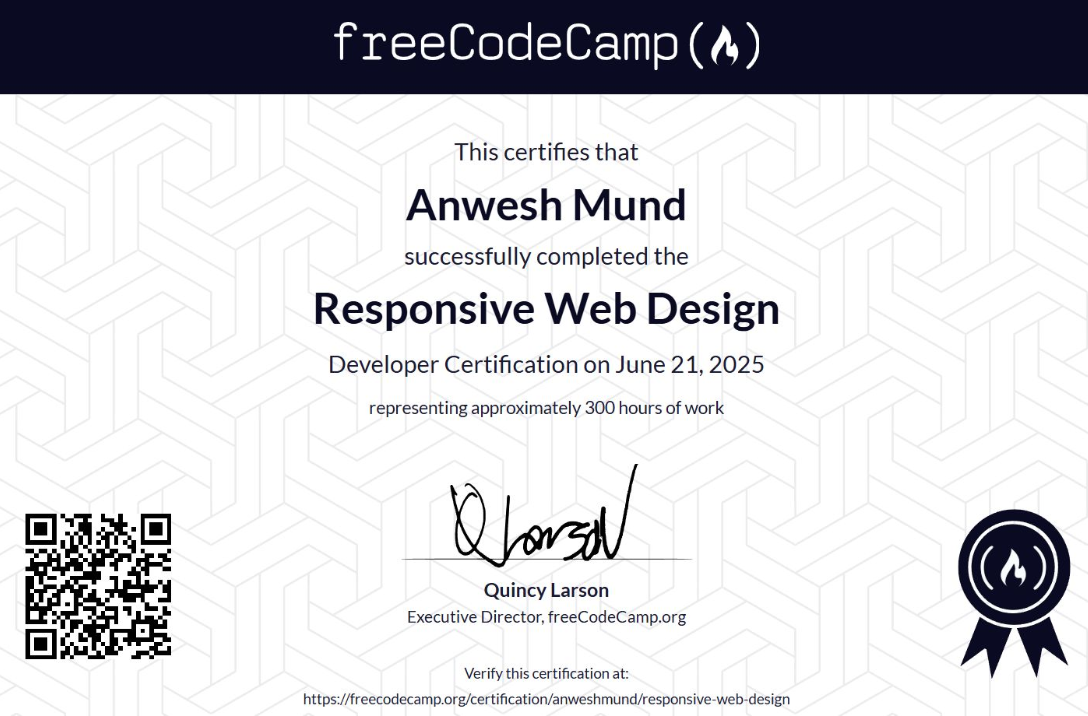 freeCodeCamp
This certifies that
Anwesh Mund
successfully completed the
Responsive Web Design
Developer Certification on June 21, 2025
representing approximately 300 hours of work
Quincy Larson
Executive Director, freeCodeCamp.org
Verify this certification at:
https://freecodecamp.org/certification/anweshmund/responsive-web-design